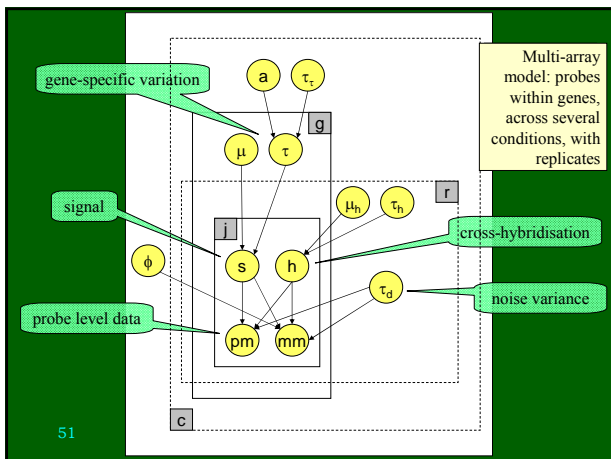 Multi-array
model: probes
within genes,
across several
conditions, with
replicates
gene-specific variation
a
τ_τ
g
μ
τ
r
signal
j
μ_h
τ_h
cross-hybridisation
ϕ
s
h
τ_d
noise variance
probe level data
pm
mm
c
51